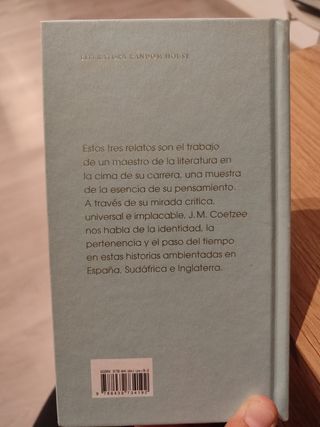 LITERATURA RANDOM HOUSE
Estos tres relatos son el trabajo
de un maestro de la literatura en
la cima de su carrera, una muestra
de la esencia de su pensamiento.
A través de su mirada crítica,
universal e implacable, J. M. Coetzee
nos habla de la identidad, la
pertenencia y el paso del tiempo
en estas historias ambientadas en
España, Sudáfrica e Inglaterra.